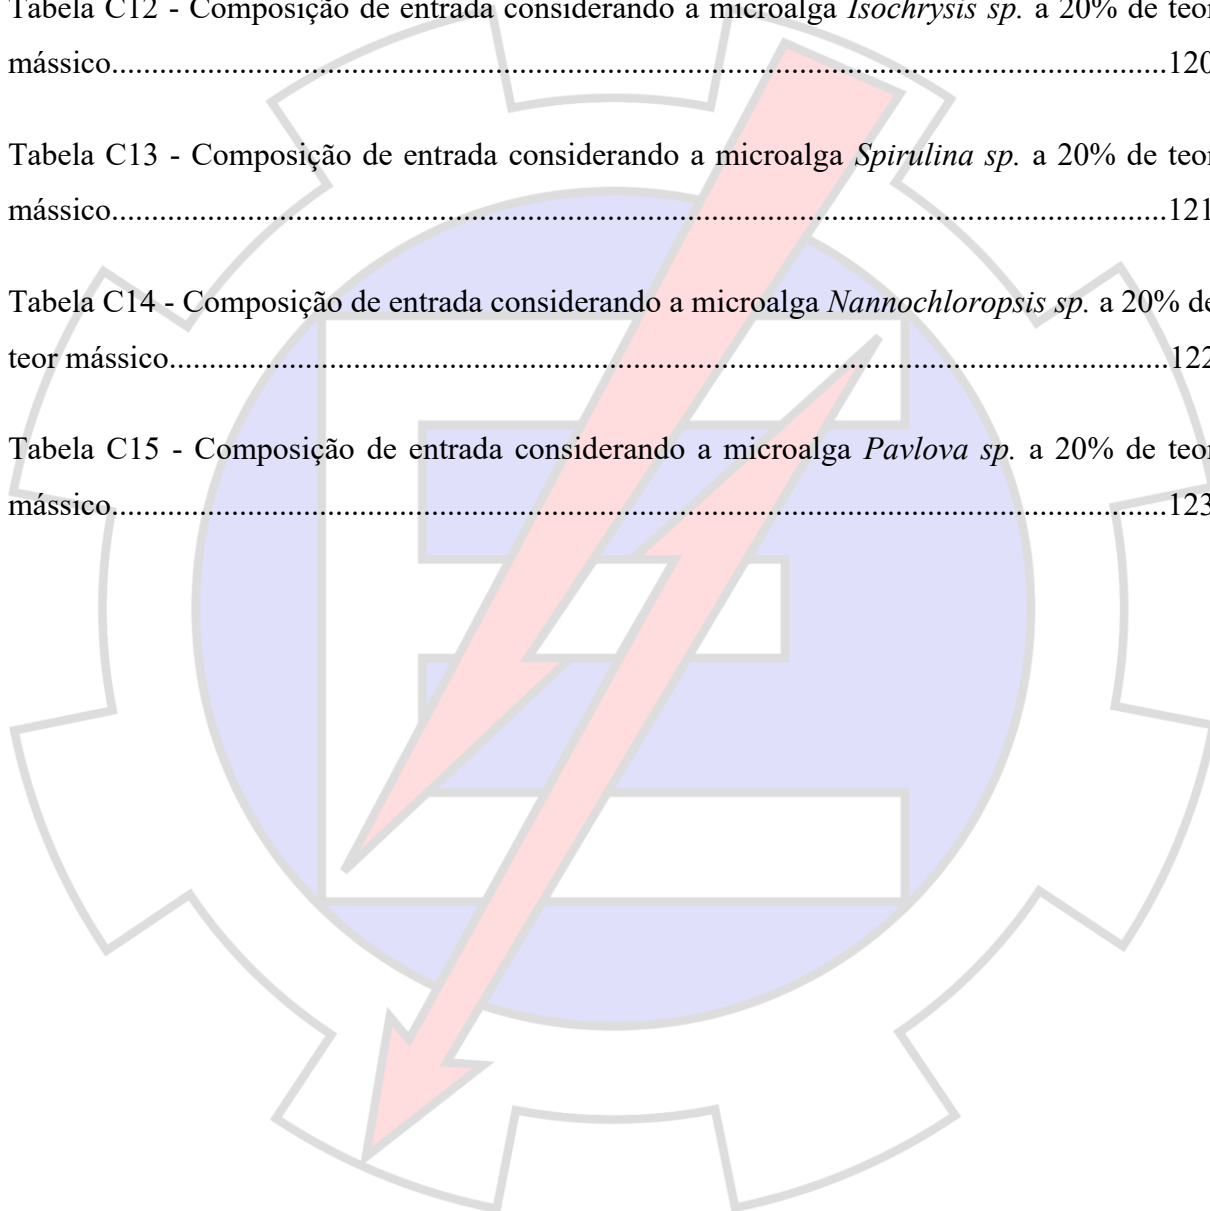 Tabela C12 - Composição de entrada considerando a microalga Isochrysis sp. a 20% de teor
mássico....................................................................................................................................120
Tabela C13 - Composição de entrada considerando a microalga Spirulina sp. a 20% de teor
mássico....................................................................................................................................121
Tabela C14 - Composição de entrada considerando a microalga Nannochloropsis sp. a 20% de
teor mássico.............................................................................................................................122
Tabela C15 - Composição de entrada considerando a microalga Pavlova sp. a 20% de teor
mássico....................................................................................................................................123